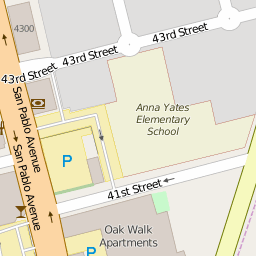 4300
43rd Street
43rd Street
43rd Street
San Pablo Avenue
Anna Yates
Elementary
School
P
San Pablo Avenue
41st Street
Oak Walk
Apartments
P